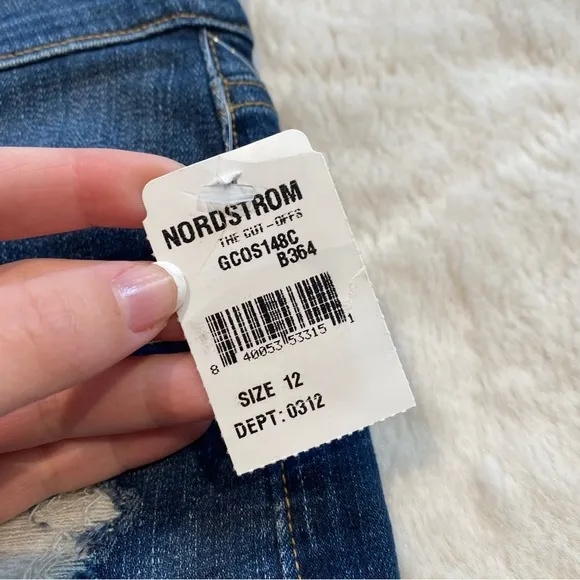 NORDSTROM
THE CUT-OFFS
GCOS148C
B364
8 40053 53315 1
SIZE 12
DEPT: 0312